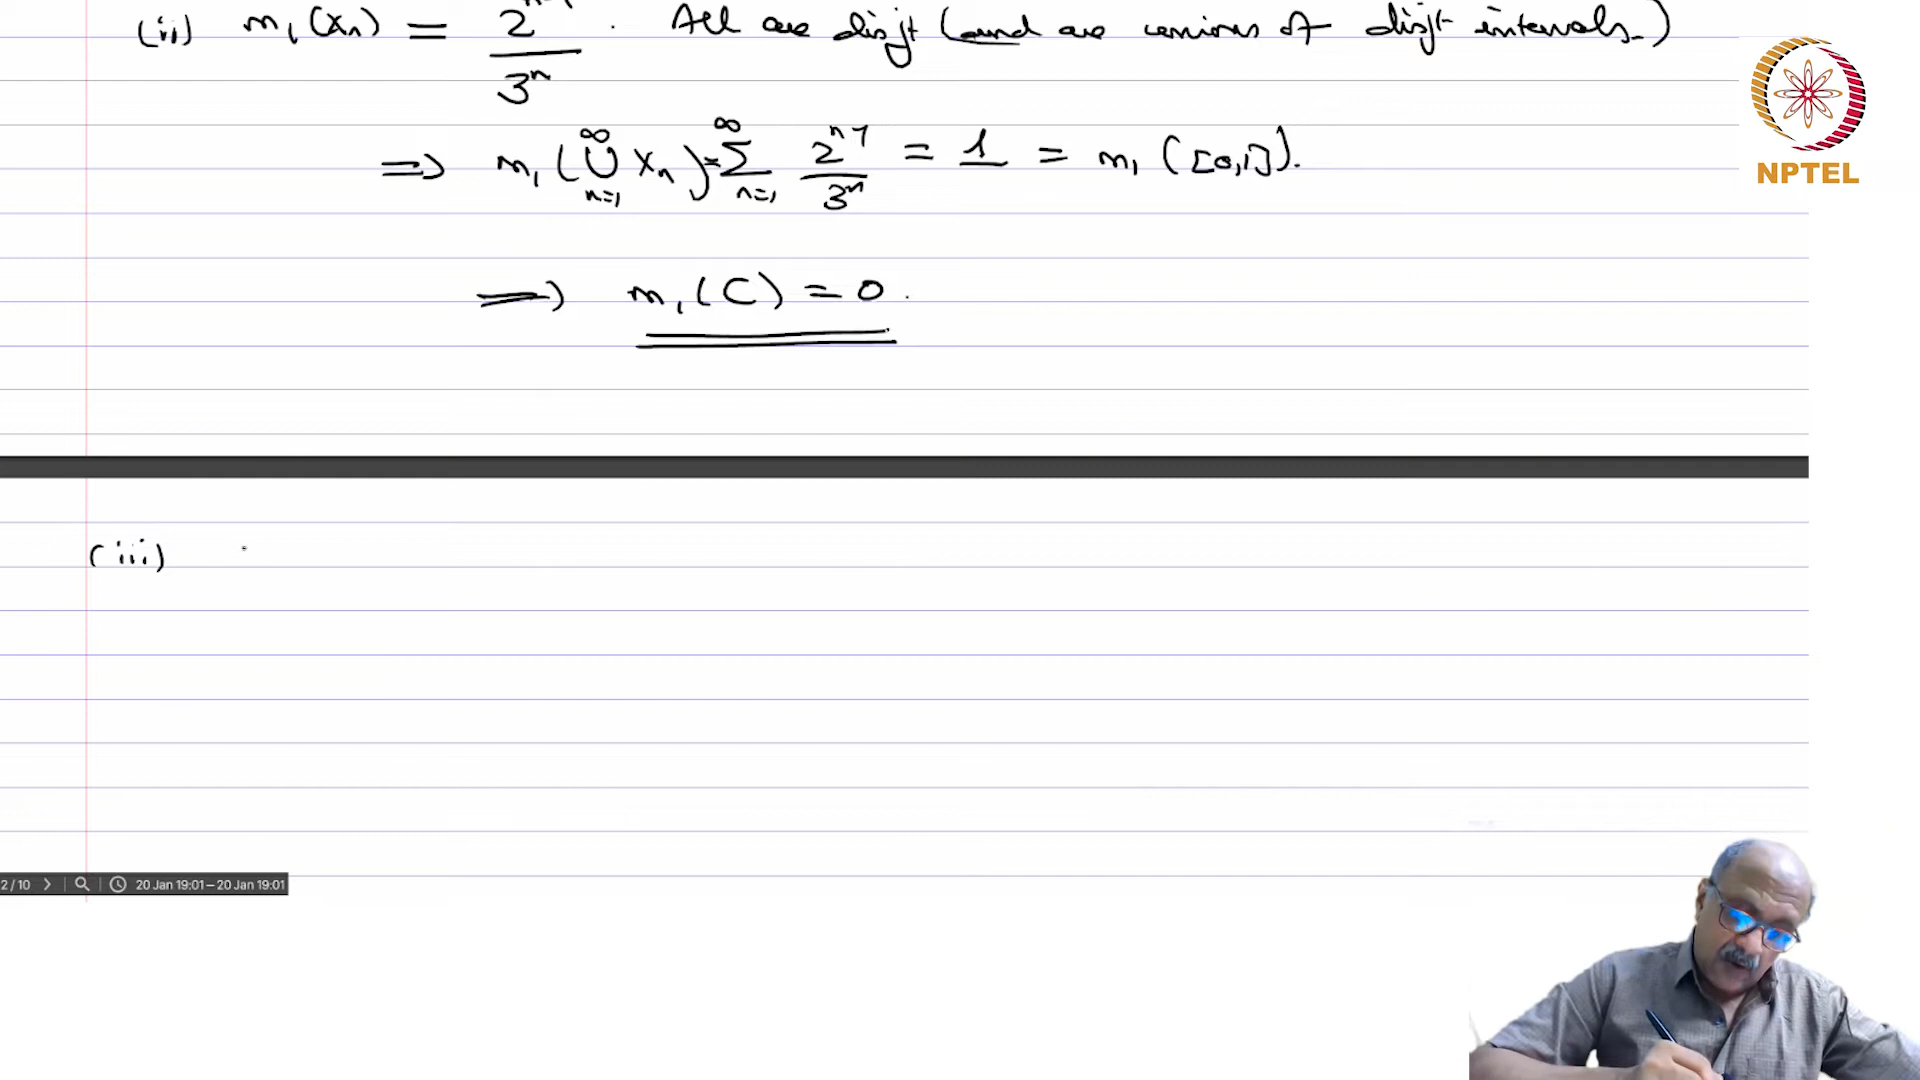 (ii) m₁(Xₙ) = 2ⁿ⁻¹/3ⁿ . All are disjt (and are unions of disjt intervals.)
NPTEL
⇒ m₁(⋃ₙ₌₁^∞ Xₙ) = ∑ₙ₌₁^∞ 2ⁿ⁻¹/3ⁿ = 1 = m₁([0,1]).
⇒ m₁(C) = 0.
(iii)
2/10 > 20 Jan 19:01 – 20 Jan 19:01